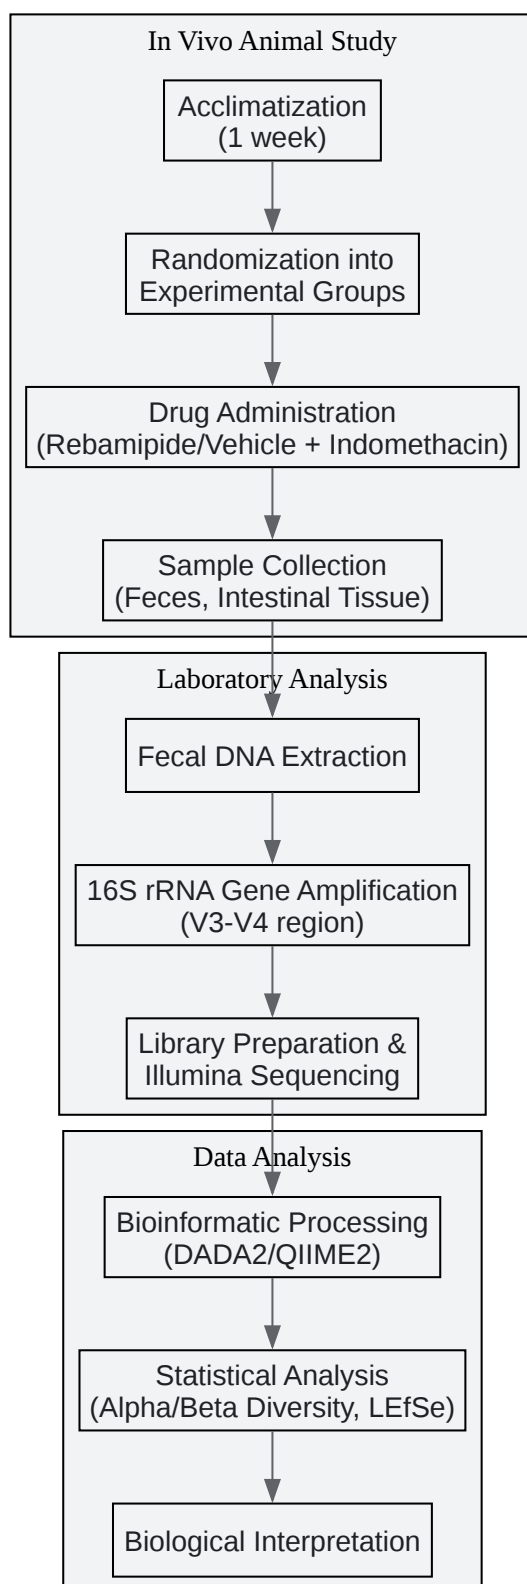 In Vivo Animal Study
Acclimatization
(1 week)
Randomization into
Experimental Groups
Drug Administration
(Rebamipide/Vehicle + Indomethacin)
Sample Collection
(Feces, Intestinal Tissue)
Laboratory Analysis
Fecal DNA Extraction
16S rRNA Gene Amplification
(V3-V4 region)
Library Preparation &
Illumina Sequencing
Data Analysis
Bioinformatic Processing
(DADA2/QIIME2)
Statistical Analysis
(Alpha/Beta Diversity, LEfSe)
Biological Interpretation